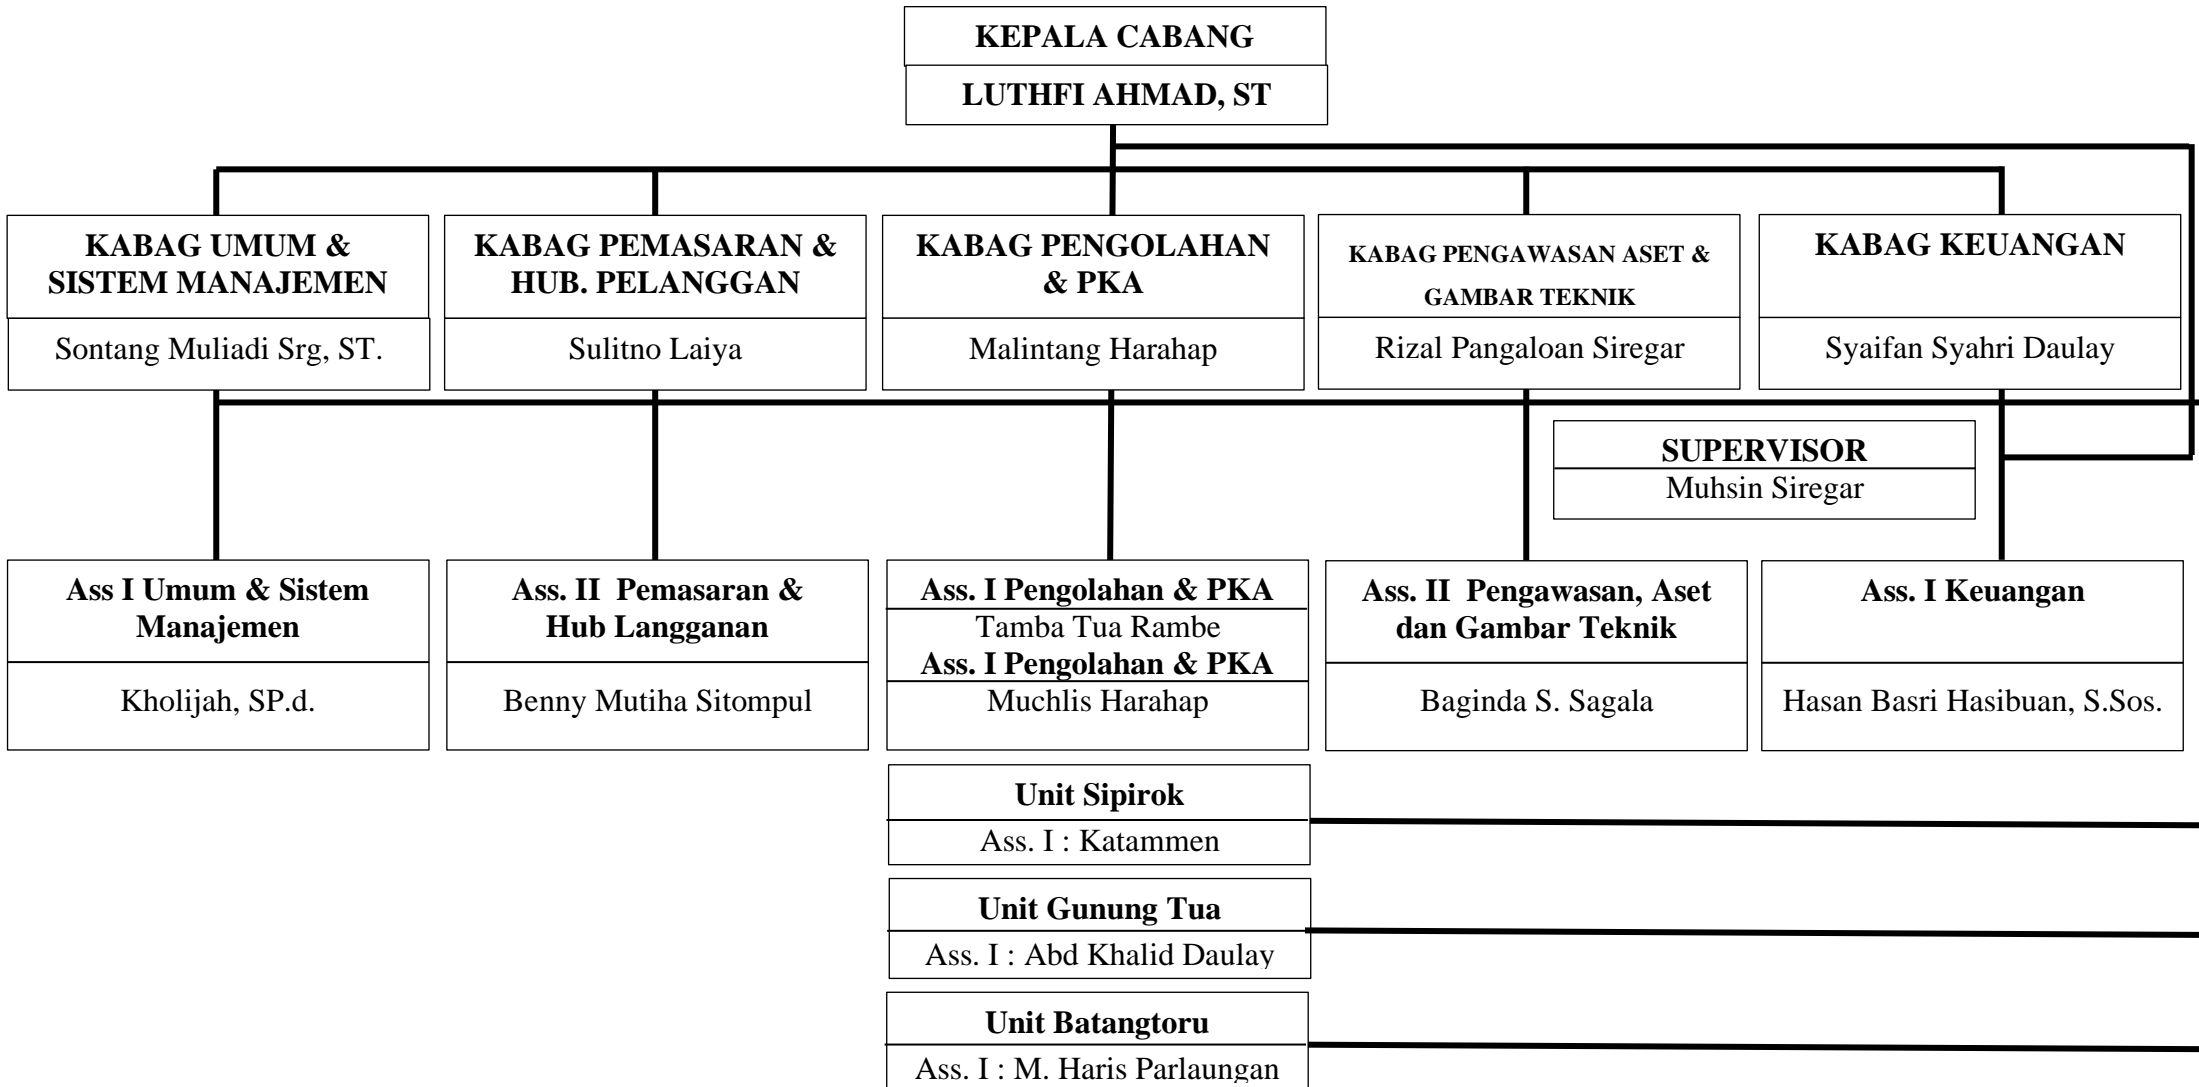 KEPALA CABANG
LUTHFI AHMAD, ST
KABAG UMUM &
SISTEM MANAJEMEN
Sontang Muliadi Srg, ST.
KABAG PEMASARAN &
HUB. PELANGGAN
Sulitno Laiya
KABAG PENGOLAHAN
& PKA
Malintang Harahap
KABAG PENGAWASAN ASET &
GAMBAR TEKNIK
Rizal Pangaloan Siregar
KABAG KEUANGAN
Syaifan Syahri Daulay
SUPERVISOR
Muhsin Siregar
Ass I Umum & Sistem
Manajemen
Kholijah, SP.d.
Ass. II Pemasaran &
Hub Langganan
Benny Mutiha Sitompul
Ass. I Pengolahan & PKA
Tamba Tua Rambe
Ass. I Pengolahan & PKA
Muchlis Harahap
Ass. II Pengawasan, Aset
dan Gambar Teknik
Baginda S. Sagala
Ass. I Keuangan
Hasan Basri Hasibuan, S.Sos.
Unit Sipirok
Ass. I : Katammen
Unit Gunung Tua
Ass. I : Abd Khalid Daulay
Unit Batangtoru
Ass. I : M. Haris Parlaungan